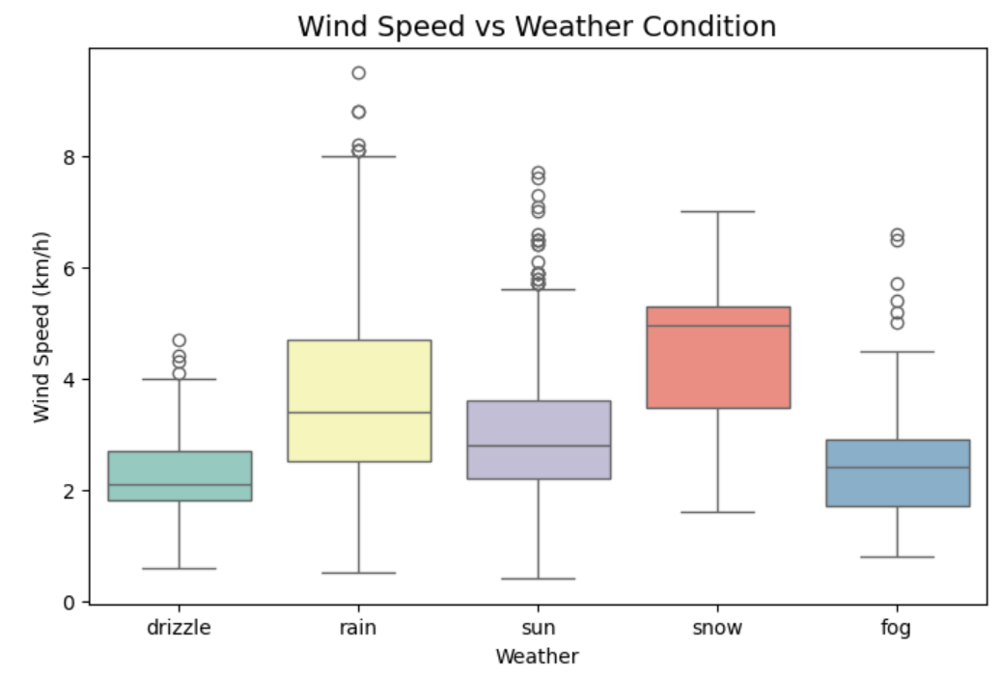 Wind Speed vs Weather Condition
Wind Speed (km/h)
8
6
4
2
0
drizzle rain sun snow fog
Weather